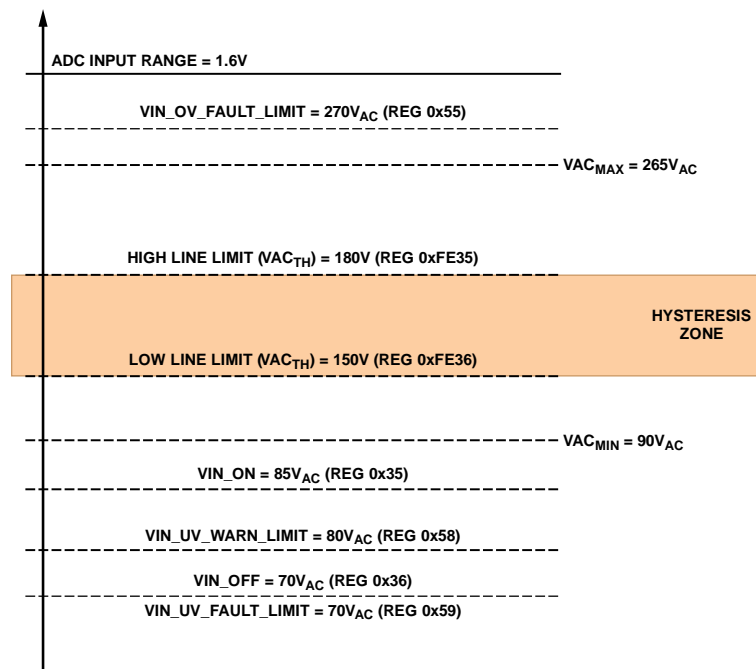 ADC INPUT RANGE = 1.6V
VIN_OV_FAULT_LIMIT = 270VAC (REG 0x55)
VACMAX = 265VAC
HIGH LINE LIMIT (VACTH) = 180V (REG 0xFE35)
HYSTERESIS
ZONE
LOW LINE LIMIT (VACTH) = 150V (REG 0xFE36)
VACMIN = 90VAC
VIN_ON = 85VAC (REG 0x35)
VIN_UV_WARN_LIMIT = 80VAC (REG 0x58)
VIN_OFF = 70VAC (REG 0x36)
VIN_UV_FAULT_LIMIT = 70VAC (REG 0x59)